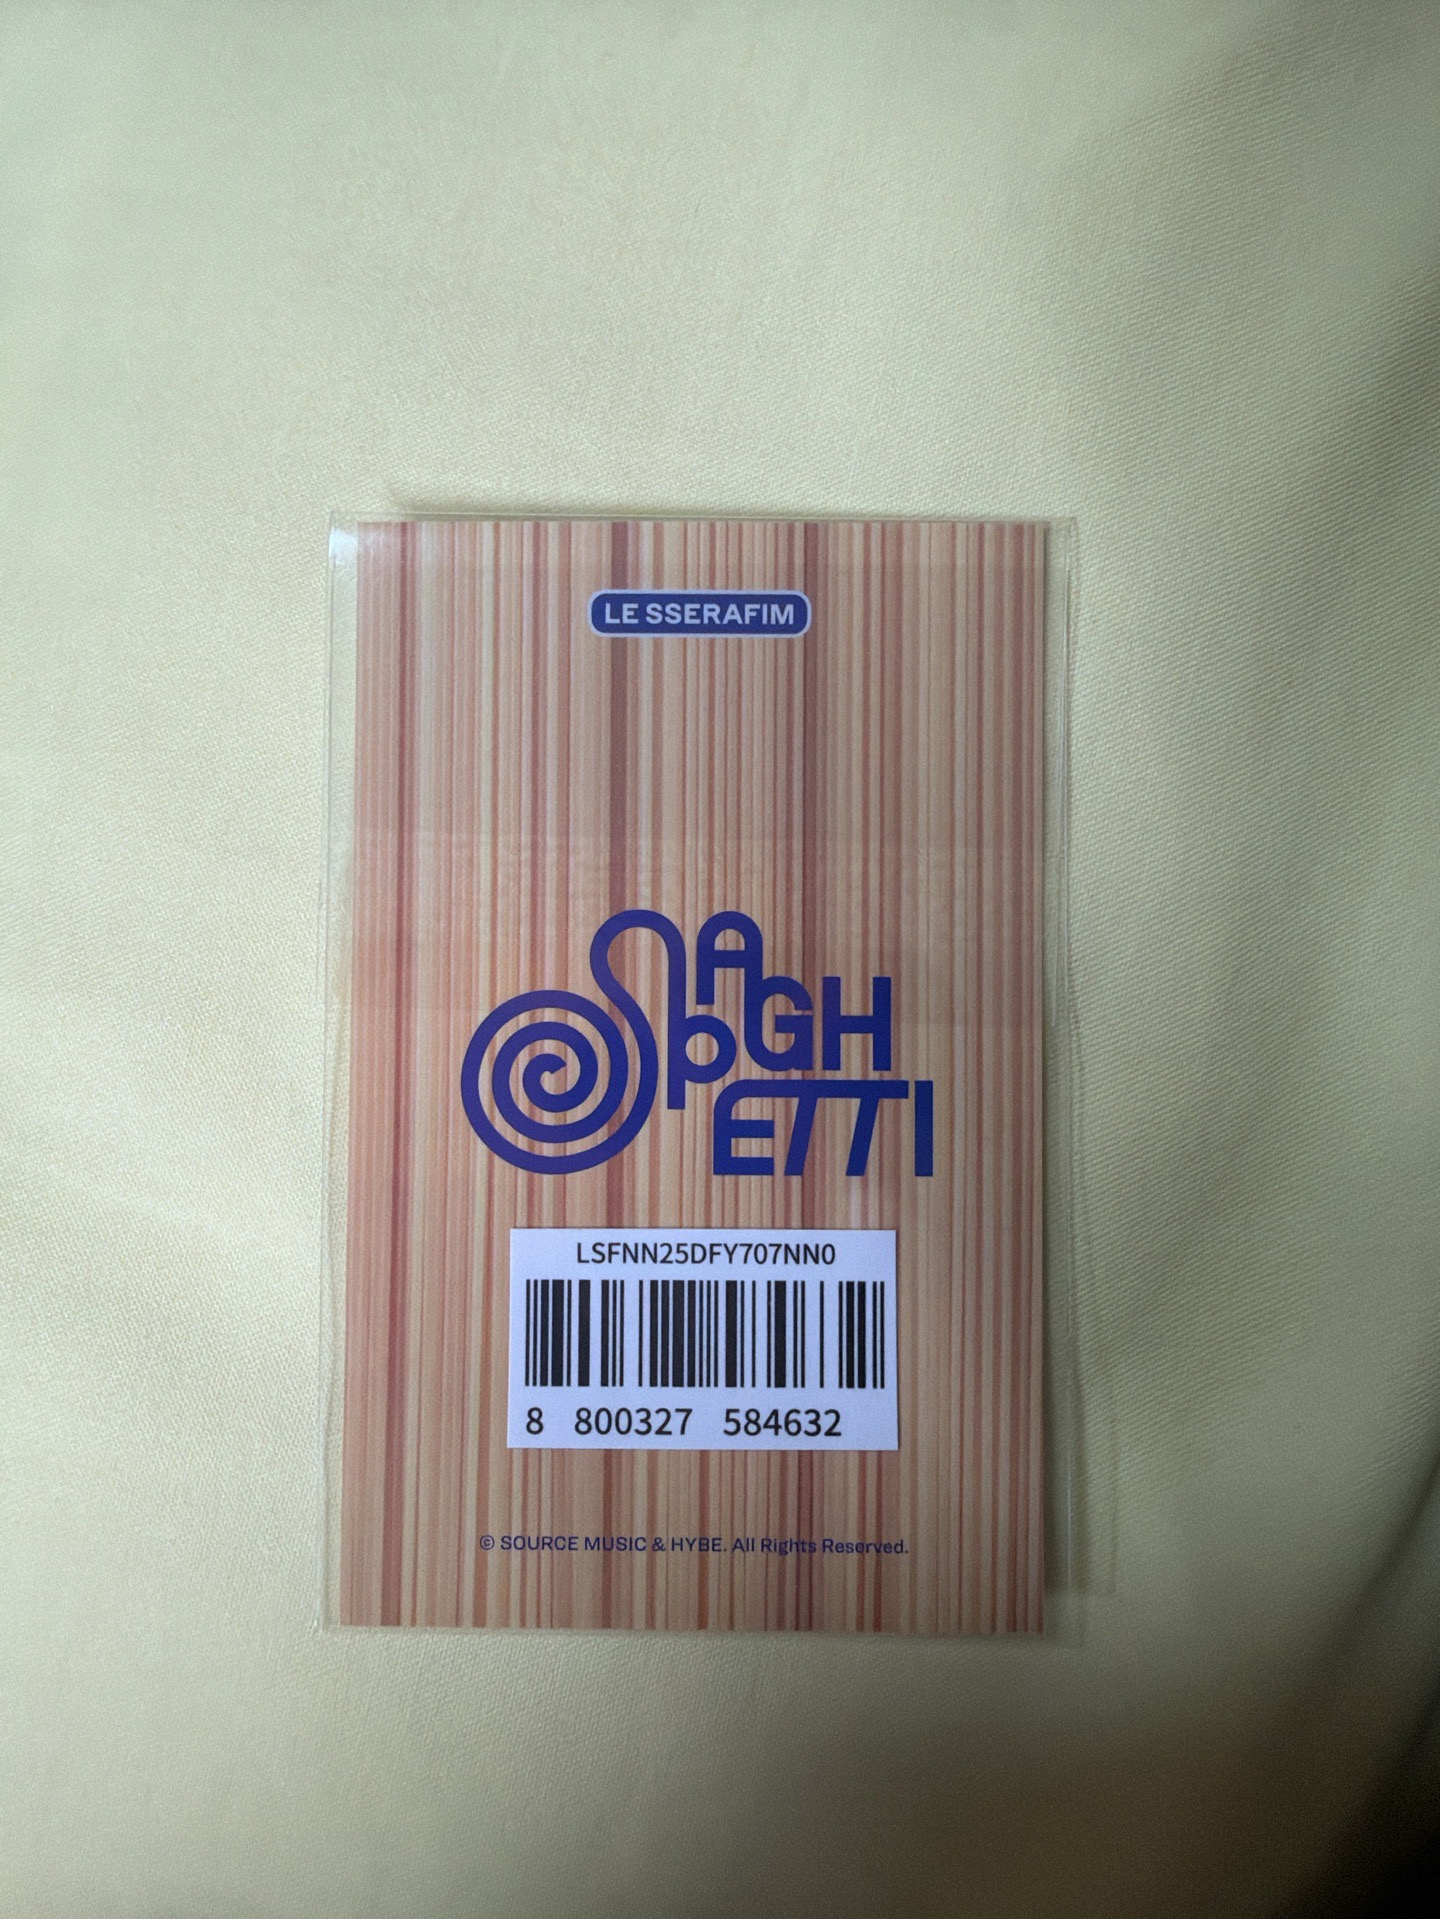 LE SSERAFIM
SPAGHETTI
LSFNN25DFY707NN0
8 800327 584632
© SOURCE MUSIC & HYBE. All Rights Reserved.